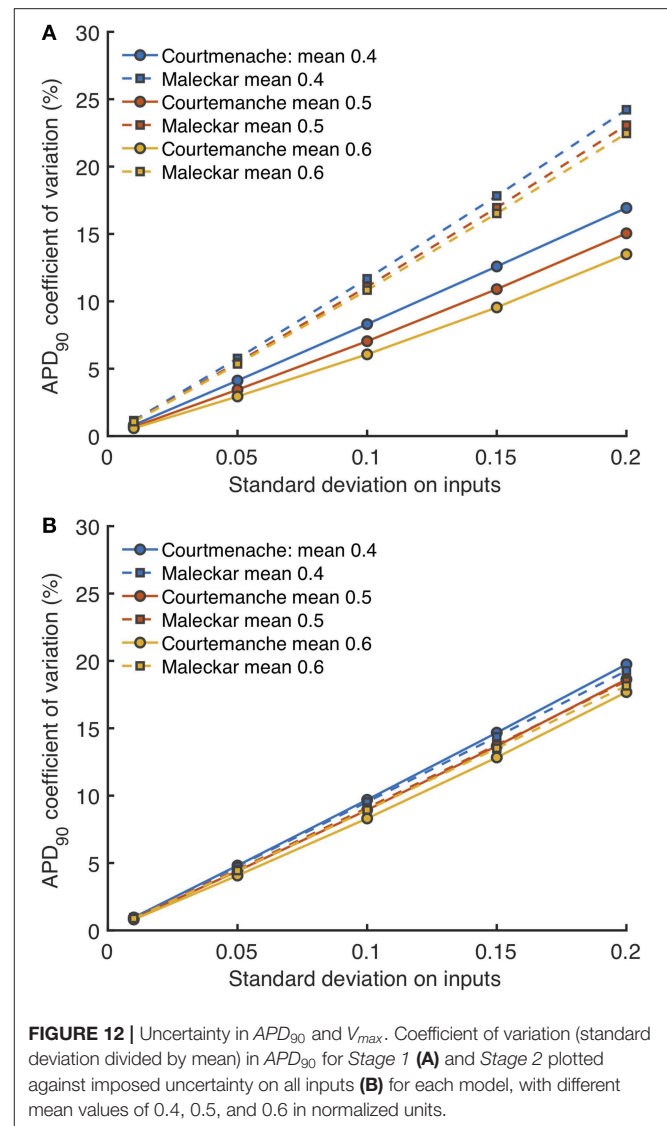 A
Courtmenache: mean 0.4
Maleckar mean 0.4
Courtemanche mean 0.5
Maleckar mean 0.5
Courtemanche mean 0.6
Maleckar mean 0.6
APD90 coefficient of variation (%)
30
25
20
15
10
5
0
0 0.05 0.1 0.15 0.2
Standard deviation on inputs
B
Courtmenache: mean 0.4
Maleckar mean 0.4
Courtemanche mean 0.5
Maleckar mean 0.5
Courtemanche mean 0.6
Maleckar mean 0.6
APD90 coefficient of variation (%)
30
25
20
15
10
5
0
0 0.05 0.1 0.15 0.2
Standard deviation on inputs
FIGURE 12 | Uncertainty in APD90 and Vmax. Coefficient of variation (standard
deviation divided by mean) in APD90 for Stage 1 (A) and Stage 2 plotted
against imposed uncertainty on all inputs (B) for each model, with different
mean values of 0.4, 0.5, and 0.6 in normalized units.